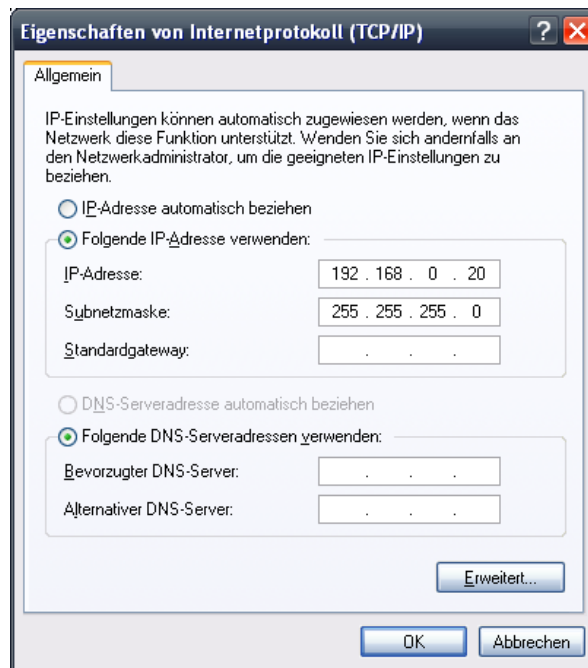 Eigenschaften von Internetprotokoll (TCP/IP)
Allgemein
IP-Einstellungen können automatisch zugewiesen werden, wenn das
Netzwerk diese Funktion unterstützt. Wenden Sie sich andernfalls an
den Netzwerkadministrator, um die geeigneten IP-Einstellungen zu
beziehen.
IP-Adresse automatisch beziehen
Folgende IP-Adresse verwenden:
IP-Adresse: 192 . 168 . 0 . 20
Subnetzmaske: 255 . 255 . 255 . 0
Standardgateway: . . .
DNS-Serveradresse automatisch beziehen
Folgende DNS-Serveradressen verwenden:
Bevorzugter DNS-Server: . . .
Alternativer DNS-Server: . . .
Erweitert...
OK Abbrechen